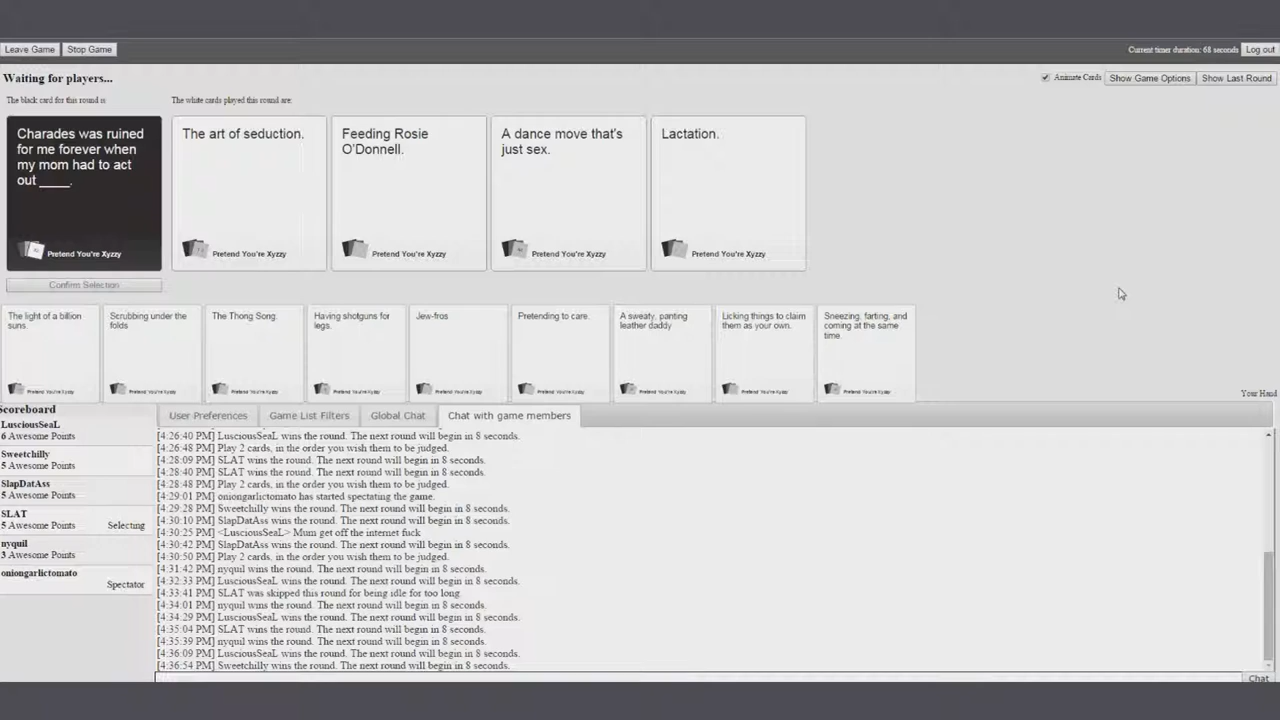 Leave Game Stop Game Current timer duration: 68 seconds Log out
Waiting for players... Animate Cards Show Game Options Show Last Round
The black card for this round is The white cards played this round are:
Charades was ruined
for me forever when
my mom had to act
out ____.
Pretend You're Xyzzy
The art of seduction.
Pretend You're Xyzzy
Feeding Rosie
O'Donnell.
Pretend You're Xyzzy
A dance move that's
just sex.
Pretend You're Xyzzy
Lactation.
Pretend You're Xyzzy
Confirm Selection
The light of a billion
suns.
Pretend You're Xyzzy
Scrubbing under the
folds
Pretend You're Xyzzy
The Thong Song.
Pretend You're Xyzzy
Having shotguns for
legs.
Pretend You're Xyzzy
Jew-fros
Pretend You're Xyzzy
Pretending to care.
Pretend You're Xyzzy
A sweaty, panting
leather daddy
Pretend You're Xyzzy
Licking things to claim
them as your own.
Pretend You're Xyzzy
Sneezing, farting, and
coming at the same
time.
Pretend You're Xyzzy
Your Hand
Scoreboard
LusciousSeaL
6 Awesome Points
Sweetchilly
5 Awesome Points
SlapDatAss
5 Awesome Points
SLAT
5 Awesome Points Selecting
nyquil
3 Awesome Points
oniongarlictomato
Spectator
User Preferences Game List Filters Global Chat Chat with game members
[4:26:40 PM] LusciousSeaL wins the round. The next round will begin in 8 seconds.
[4:26:48 PM] Play 2 cards, in the order you wish them to be judged.
[4:28:09 PM] SLAT wins the round. The next round will begin in 8 seconds.
[4:28:40 PM] SLAT wins the round. The next round will begin in 8 seconds.
[4:28:48 PM] Play 2 cards, in the order you wish them to be judged.
[4:29:01 PM] oniongarlictomato has started spectating the game.
[4:29:28 PM] Sweetchilly wins the round. The next round will begin in 8 seconds.
[4:30:10 PM] SlapDatAss wins the round. The next round will begin in 8 seconds.
[4:30:25 PM] <LusciousSeaL> Mum get off the internet fuck
[4:30:42 PM] SlapDatAss wins the round. The next round will begin in 8 seconds.
[4:30:50 PM] Play 2 cards, in the order you wish them to be judged.
[4:31:42 PM] nyquil wins the round. The next round will begin in 8 seconds.
[4:32:33 PM] LusciousSeaL wins the round. The next round will begin in 8 seconds.
[4:33:41 PM] SLAT was skipped this round for being idle for too long.
[4:34:01 PM] nyquil wins the round. The next round will begin in 8 seconds.
[4:34:29 PM] LusciousSeaL wins the round. The next round will begin in 8 seconds.
[4:35:04 PM] SLAT wins the round. The next round will begin in 8 seconds.
[4:35:39 PM] nyquil wins the round. The next round will begin in 8 seconds.
[4:36:09 PM] LusciousSeaL wins the round. The next round will begin in 8 seconds.
[4:36:54 PM] Sweetchilly wins the round. The next round will begin in 8 seconds.
Chat